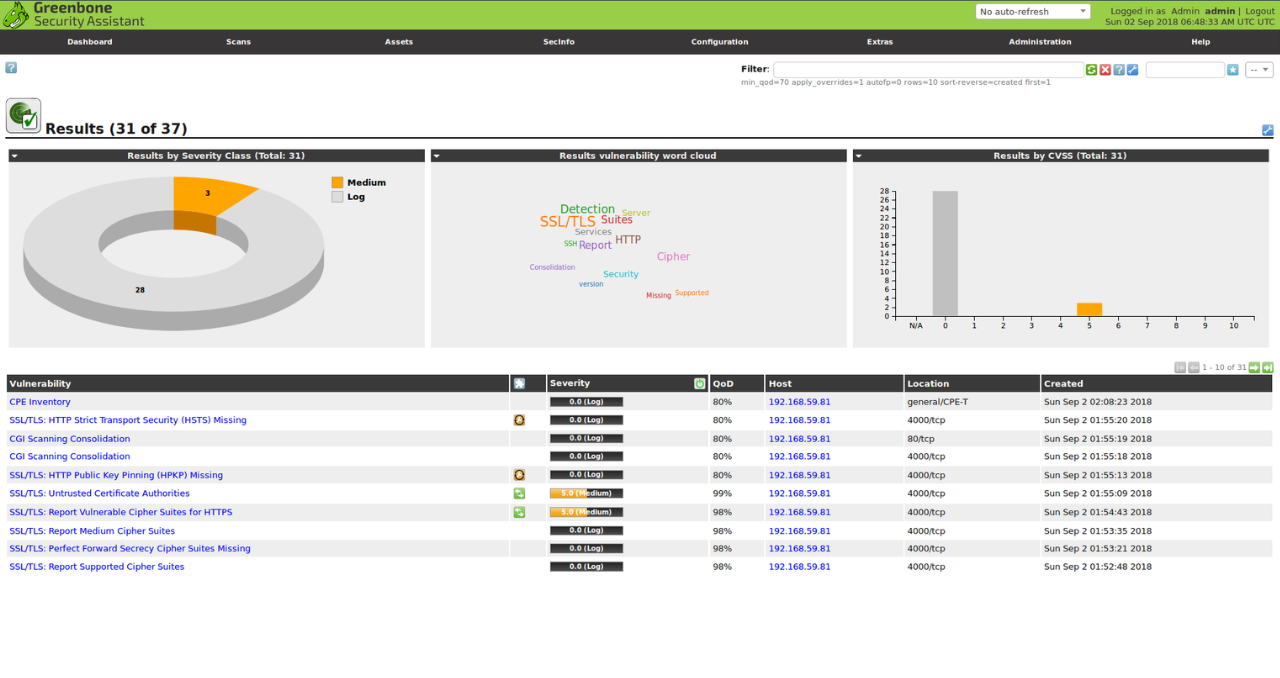 Greenbone
Security Assistant
No auto-refresh
Logged in as Admin admin | Logout
Sun 02 Sep 2018 06:48:33 AM UTC UTC
Dashboard Scans Assets SecInfo Configuration Extras Administration Help
?
Filter:
?
--
min_qod=70 apply_overrides=1 autofp=0 rows=10 sort-reverse=created first=1
Results (31 of 37)
Results by Severity Class (Total: 31)
3
28
Medium
Log
Results vulnerability word cloud
Detection
Server
SSL/TLS
Suites
Services
HTTP
SSH
Report
Cipher
Consolidation
Security
version
Missing
Supported
Results by CVSS (Total: 31)
28
26
24
22
20
18
16
14
12
10
8
6
4
2
0
N/A 0 1 2 3 4 5 6 7 8 9 10
1 - 10 of 31
Vulnerability Severity QoD Host Location Created
CPE Inventory 0.0 (Log) 80% 192.168.59.81 general/CPE-T Sun Sep 2 02:08:23 2018
SSL/TLS: HTTP Strict Transport Security (HSTS) Missing 0.0 (Log) 80% 192.168.59.81 4000/tcp Sun Sep 2 01:55:20 2018
CGI Scanning Consolidation 0.0 (Log) 80% 192.168.59.81 80/tcp Sun Sep 2 01:55:19 2018
CGI Scanning Consolidation 0.0 (Log) 80% 192.168.59.81 4000/tcp Sun Sep 2 01:55:18 2018
SSL/TLS: HTTP Public Key Pinning (HPKP) Missing 0.0 (Log) 80% 192.168.59.81 4000/tcp Sun Sep 2 01:55:13 2018
SSL/TLS: Untrusted Certificate Authorities 5.0 (Medium) 99% 192.168.59.81 4000/tcp Sun Sep 2 01:55:09 2018
SSL/TLS: Report Vulnerable Cipher Suites for HTTPS 5.0 (Medium) 98% 192.168.59.81 4000/tcp Sun Sep 2 01:54:43 2018
SSL/TLS: Report Medium Cipher Suites 0.0 (Log) 98% 192.168.59.81 4000/tcp Sun Sep 2 01:53:35 2018
SSL/TLS: Perfect Forward Secrecy Cipher Suites Missing 0.0 (Log) 98% 192.168.59.81 4000/tcp Sun Sep 2 01:53:21 2018
SSL/TLS: Report Supported Cipher Suites 0.0 (Log) 98% 192.168.59.81 4000/tcp Sun Sep 2 01:52:48 2018